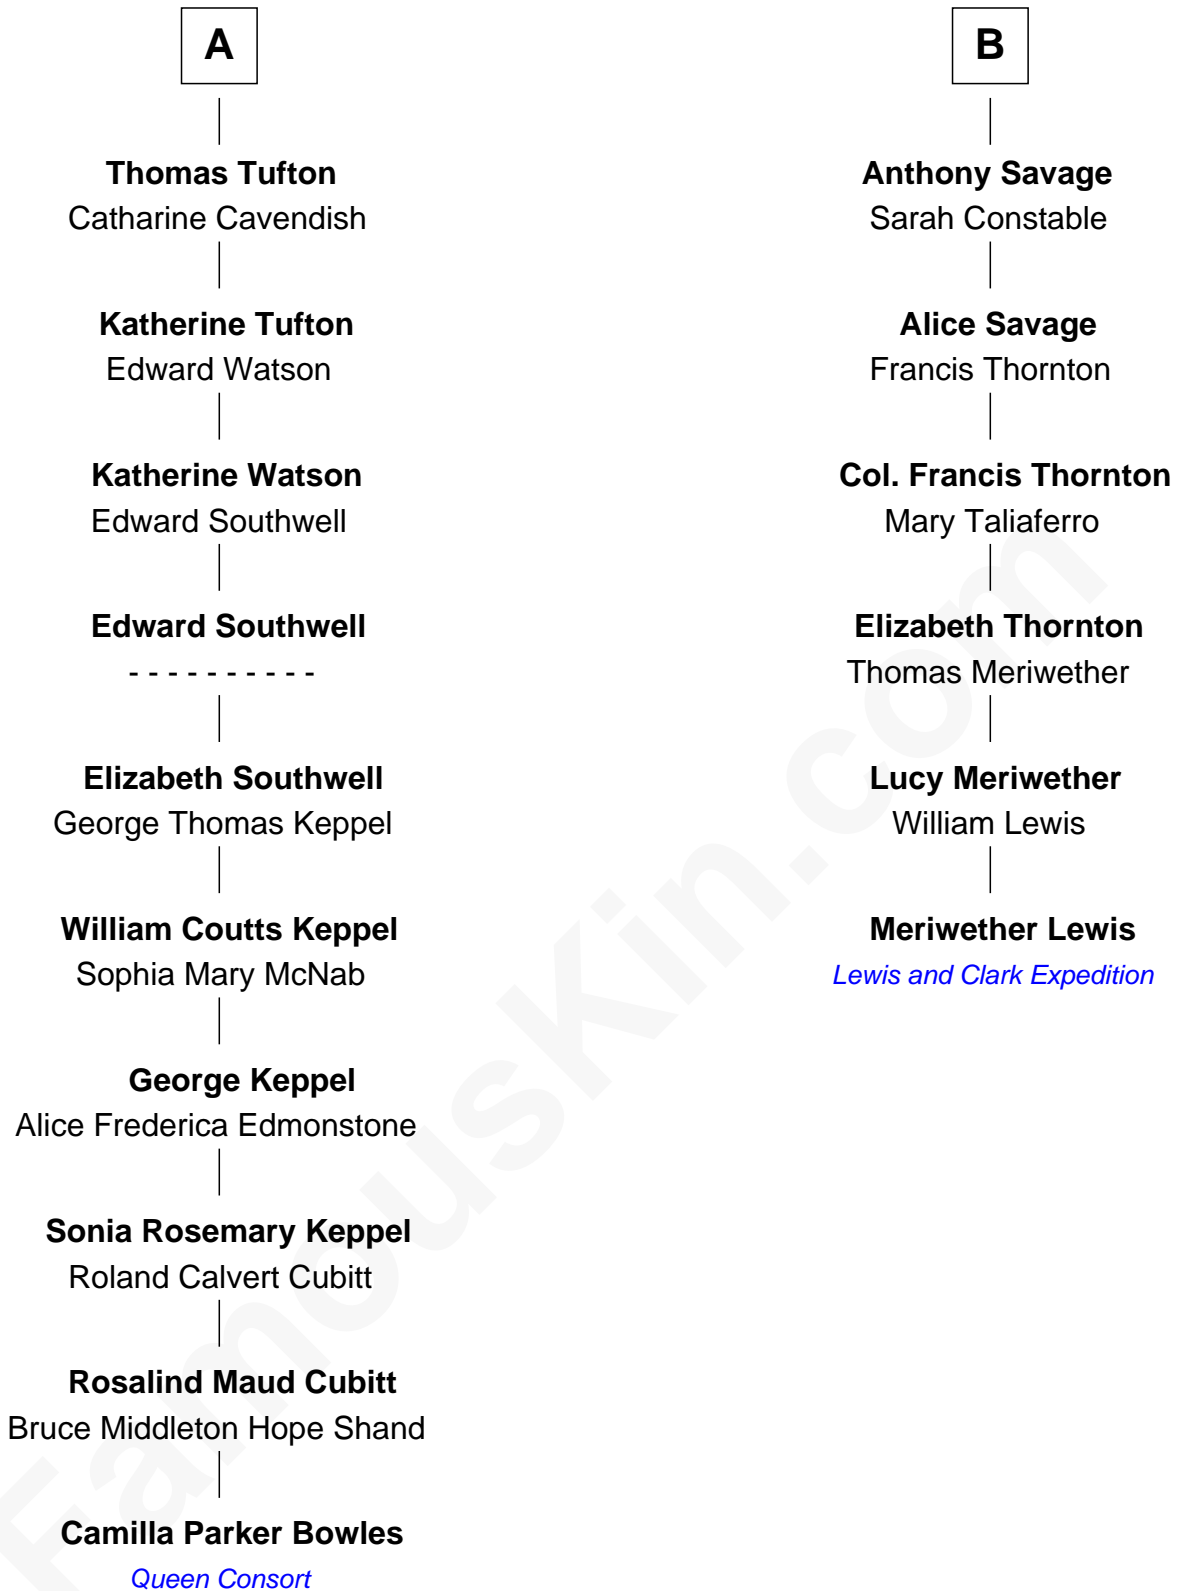 A
Thomas Tufton
Catharine Cavendish
Katherine Tufton
Edward Watson
Katherine Watson
Edward Southwell
Edward Southwell
- - - - - - - - - -
Elizabeth Southwell
George Thomas Keppel
William Coutts Keppel
Sophia Mary McNab
George Keppel
Alice Frederica Edmonstone
Sonia Rosemary Keppel
Roland Calvert Cubitt
Rosalind Maud Cubitt
Bruce Middleton Hope Shand
Camilla Parker Bowles
Queen Consort
B
Anthony Savage
Sarah Constable
Alice Savage
Francis Thornton
Col. Francis Thornton
Mary Taliaferro
Elizabeth Thornton
Thomas Meriwether
Lucy Meriwether
William Lewis
Meriwether Lewis
Lewis and Clark Expedition
FamousKin.com